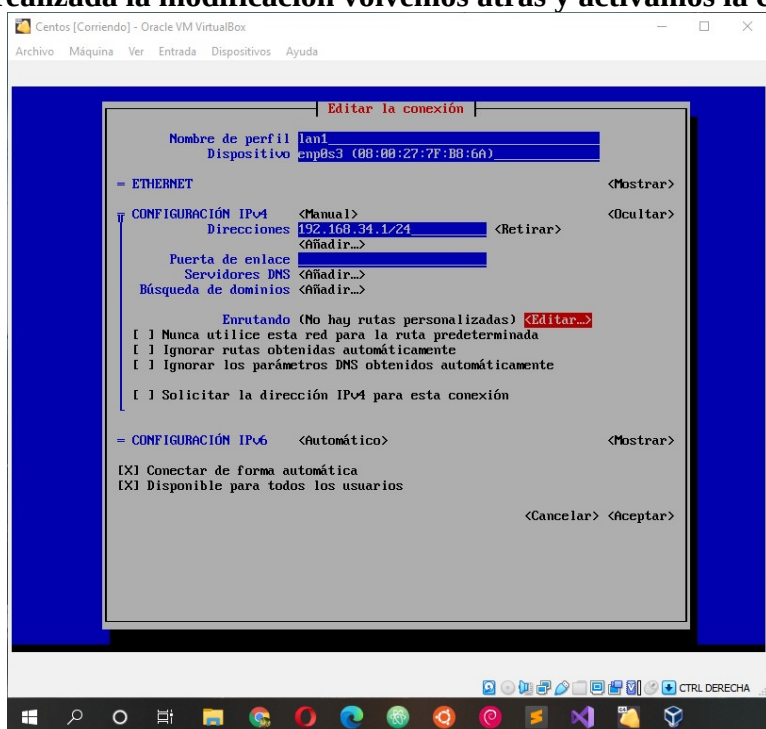 realizada la modificación volvemos atrás y activamos la c
Centos [Corriendo] - Oracle VM VirtualBox
Archivo Máquina Ver Entrada Dispositivos Ayuda
Editar la conexión
Nombre de perfil lan1
Dispositivo enp0s3 (08:00:27:7F:B8:6A)
= ETHERNET <Mostrar>
CONFIGURACIÓN IPv4 <Manual> <Ocultar>
Direcciones 192.168.34.1/24 <Retirar>
<Añadir…>
Puerta de enlace
Servidores DNS <Añadir…>
Búsqueda de dominios <Añadir…>
Enrutando (No hay rutas personalizadas) <Editar…>
[ ] Nunca utilice esta red para la ruta predeterminada
[ ] Ignorar rutas obtenidas automáticamente
[ ] Ignorar los parámetros DNS obtenidos automáticamente
[ ] Solicitar la dirección IPv4 para esta conexión
= CONFIGURACIÓN IPv6 <Automático> <Mostrar>
[X] Conectar de forma automática
[X] Disponible para todos los usuarios
<Cancelar> <Aceptar>
CTRL DERECHA